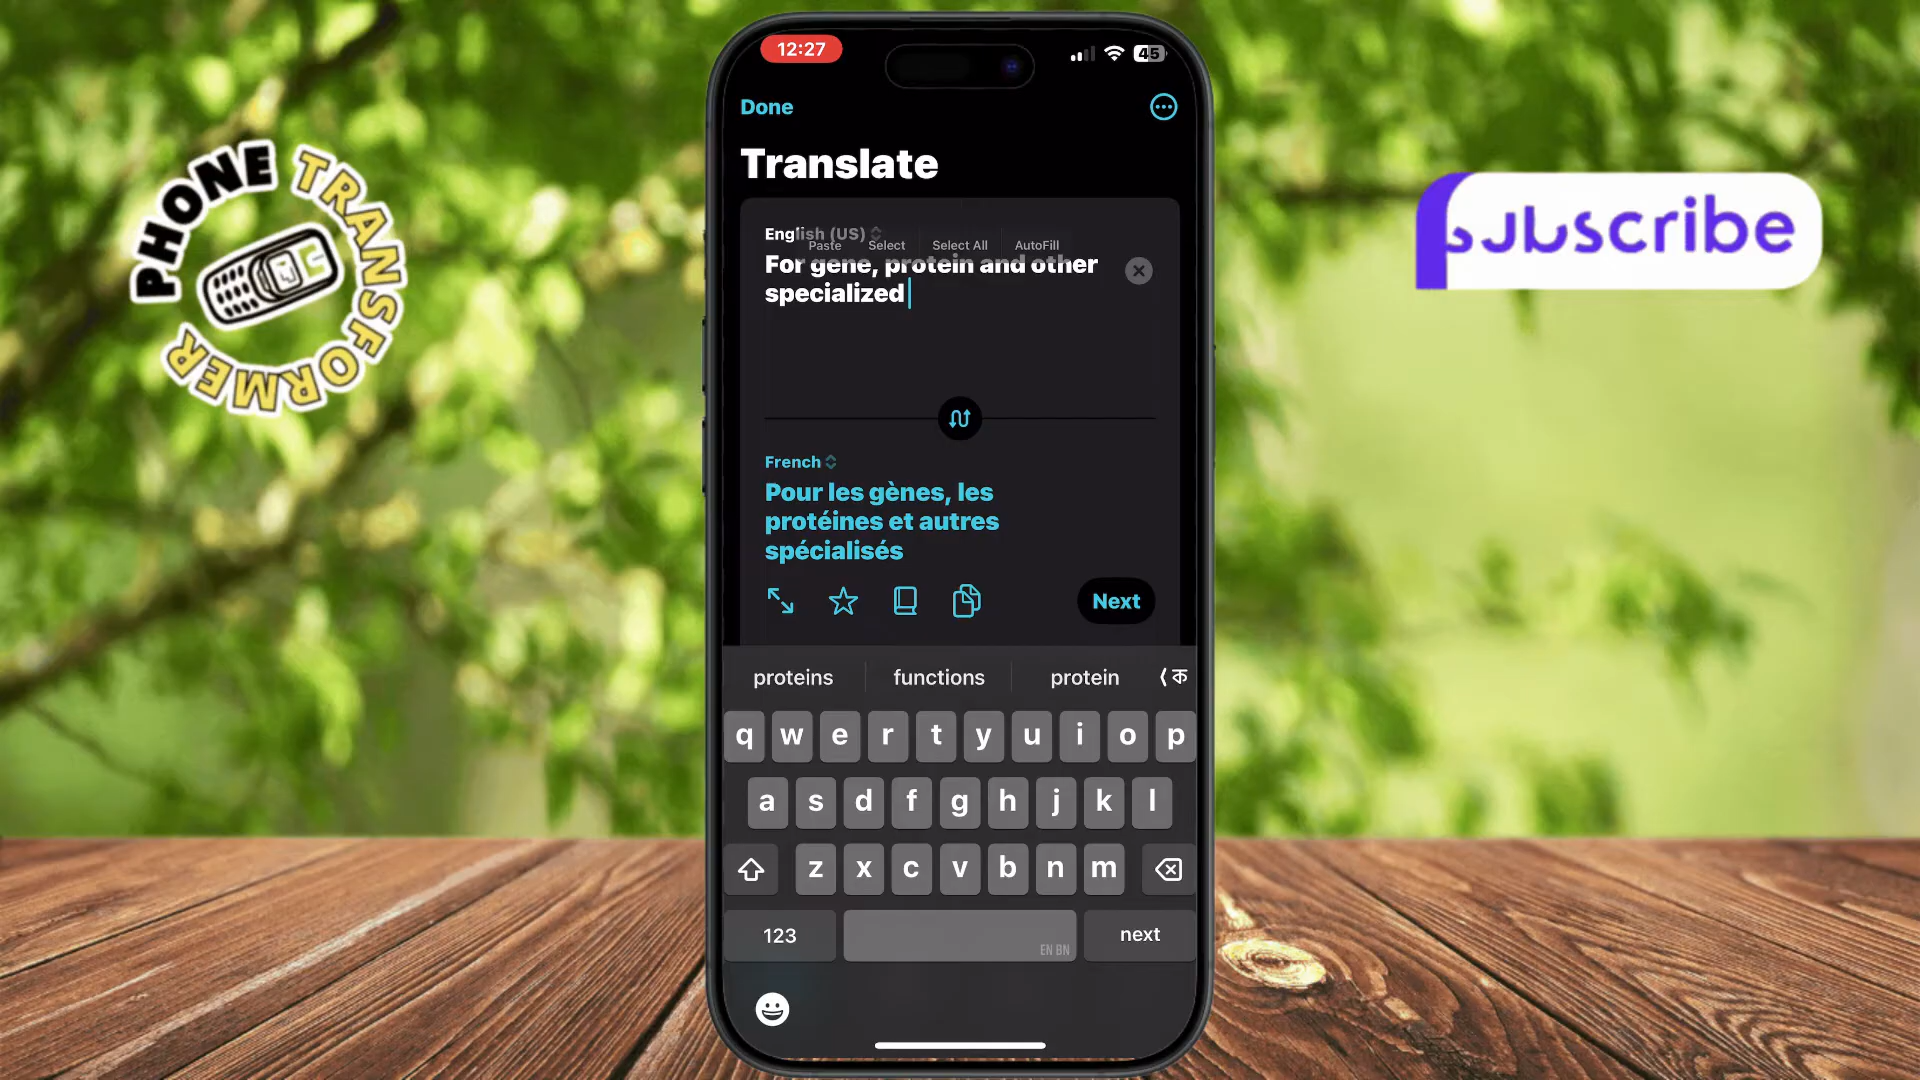 PHONE TRANSFORMER
Subscribe
12:27
45
Done
Translate
English (US)
Paste Select Select All AutoFill
For gene, protein and other
specialized
French
Pour les gènes, les
protéines et autres
spécialisés
Next
proteins functions protein क
q w e r t y u i o p
a s d f g h j k l
z x c v b n m
123 EN BN next